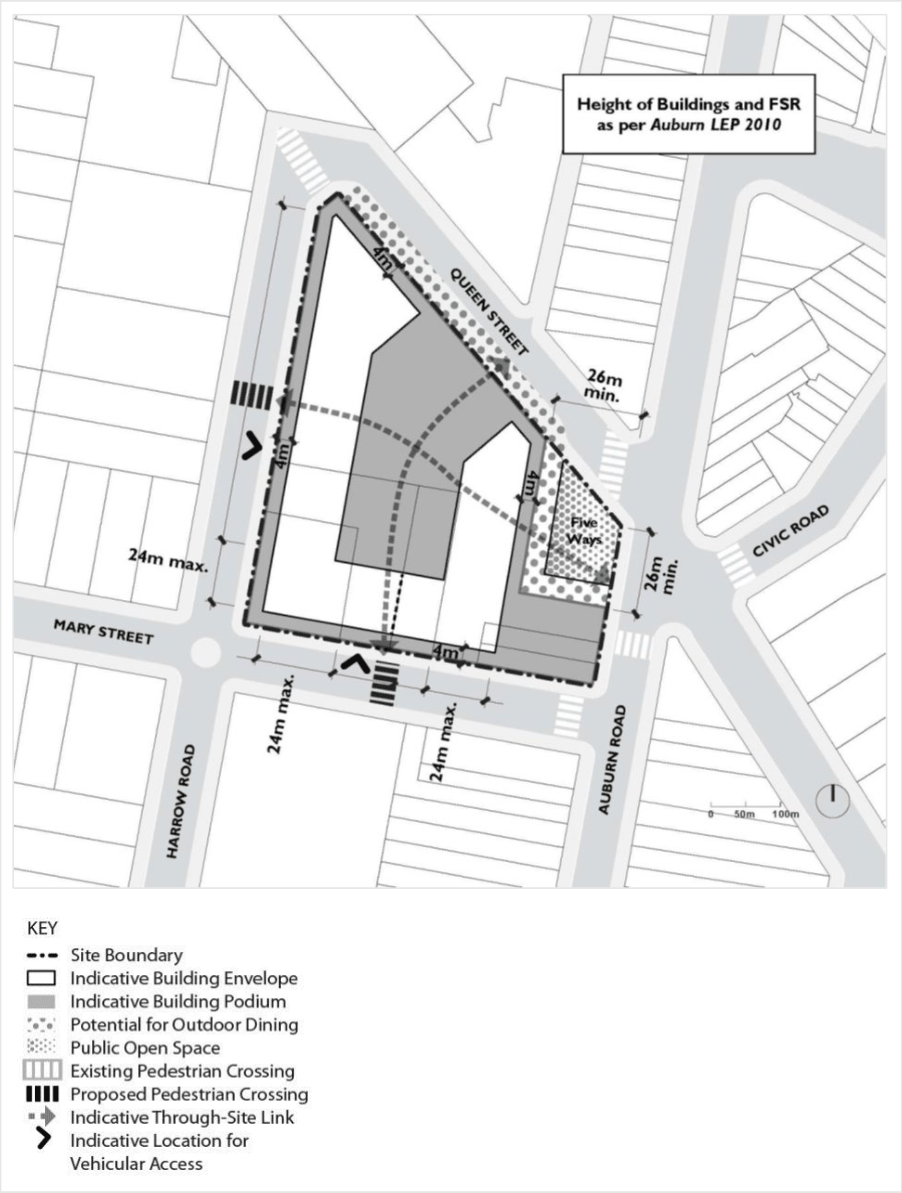 Height of Buildings and FSR
as per Auburn LEP 2010
4m
QUEEN STREET
26m
min.
4m
4m
Five
Ways
CIVIC ROAD
24m max.
26m
min.
MARY STREET
4m
24m max.
24m max.
AUBURN ROAD
HARROW ROAD
0 50m 100m
KEY
Site Boundary
Indicative Building Envelope
Indicative Building Podium
Potential for Outdoor Dining
Public Open Space
Existing Pedestrian Crossing
Proposed Pedestrian Crossing
Indicative Through-Site Link
Indicative Location for
Vehicular Access